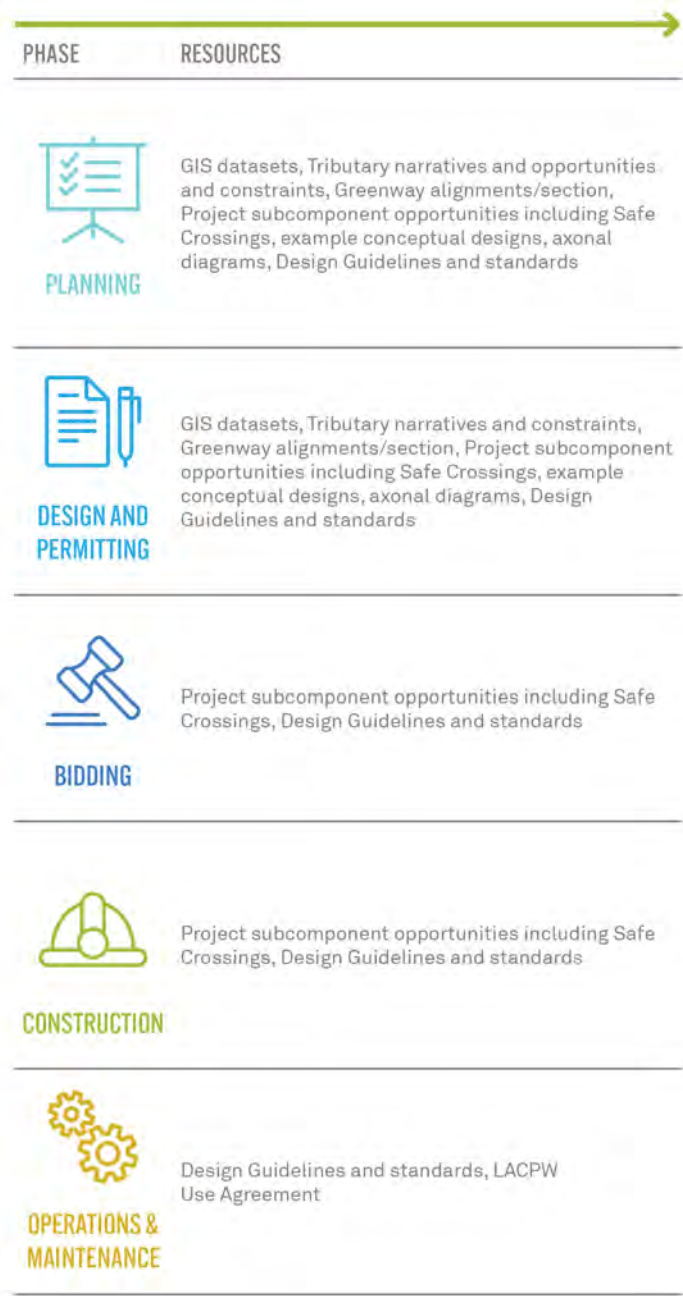 PHASE RESOURCES
GIS datasets, Tributary narratives and opportunities
and constraints, Greenway alignments/section,
Project subcomponent opportunities including Safe
Crossings, example conceptual designs, axonal
diagrams, Design Guidelines and standards
PLANNING
GIS datasets, Tributary narratives and constraints,
Greenway alignments/section, Project subcomponent
opportunities including Safe Crossings, example
conceptual designs, axonal diagrams, Design
Guidelines and standards
DESIGN AND
PERMITTING
Project subcomponent opportunities including Safe
Crossings, Design Guidelines and standards
BIDDING
Project subcomponent opportunities including Safe
Crossings, Design Guidelines and standards
CONSTRUCTION
Design Guidelines and standards, LACPW
Use Agreement
OPERATIONS &
MAINTENANCE